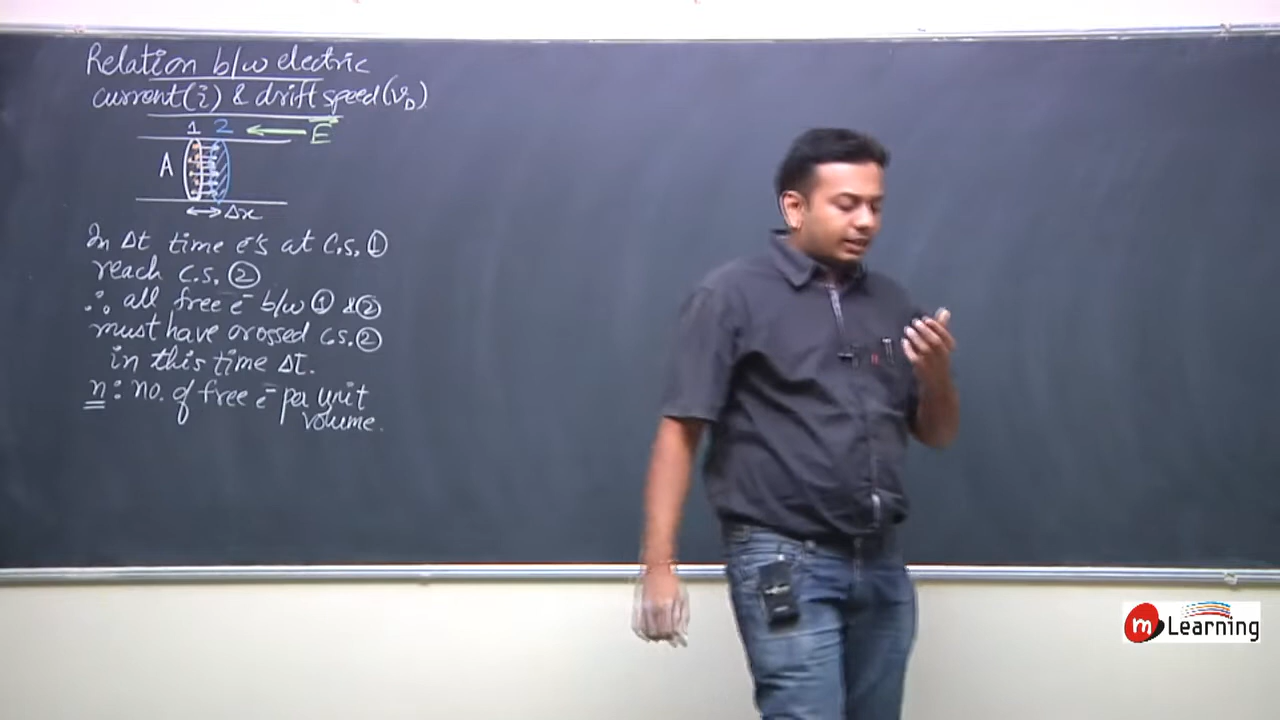 Relation b/w electric
current(i) & drift speed(v_D)
1 2 E
A
Δx
In Δt time e⁻s at C.S. ①
reach C.S. ②
∴ all free e⁻ b/w ① & ②
must have crossed C.S. ②
in this time Δt.
n : no. of free e⁻ per unit
volume.
m Learning